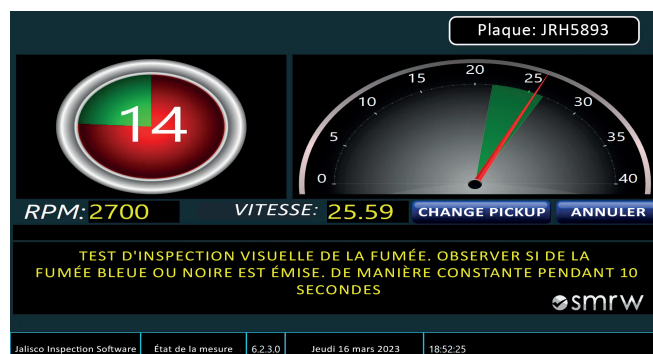 Plaque: JRH5893
14
0
5
10
15
20
25
30
35
40
RPM: 2700
VITESSE: 25.59
CHANGE PICKUP
ANNULER
TEST D'INSPECTION VISUELLE DE LA FUMÉE. OBSERVER SI DE LA
FUMÉE BLEUE OU NOIRE EST ÉMISE. DE MANIÈRE CONSTANTE PENDANT 10
SECONDES
smrw
Jalisco Inspection Software
État de la mesure
6.2.3.0
Jeudi 16 mars 2023
18:52:25